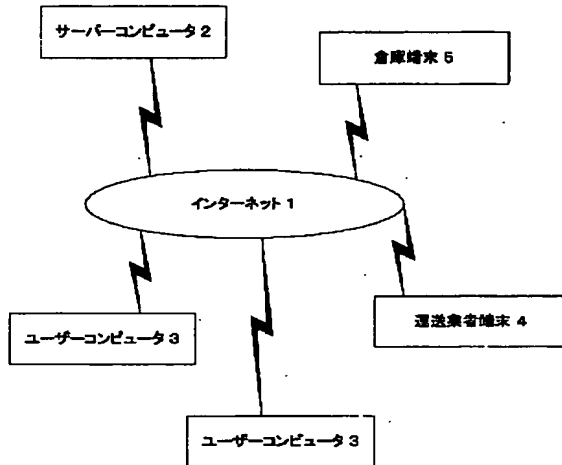 サーバーコンピュータ 2
倉庫端末 5
インターネット 1
ユーザーコンピュータ 3
運送業者端末 4
ユーザーコンピュータ 3